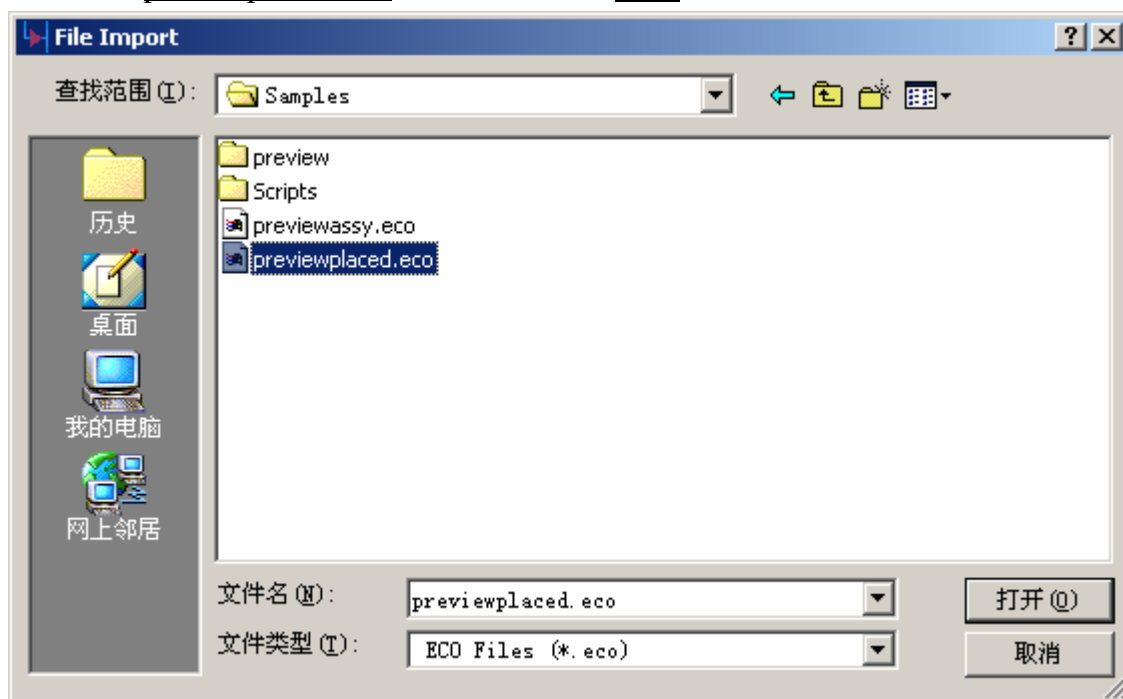 File Import
查找范围(I):
Samples
preview
Scripts
previewassy.eco
previewplaced.eco
历史
桌面
我的电脑
网上邻居
文件名(N):
previewplaced.eco
打开(O)
文件类型(T):
ECO Files (*.eco)
取消